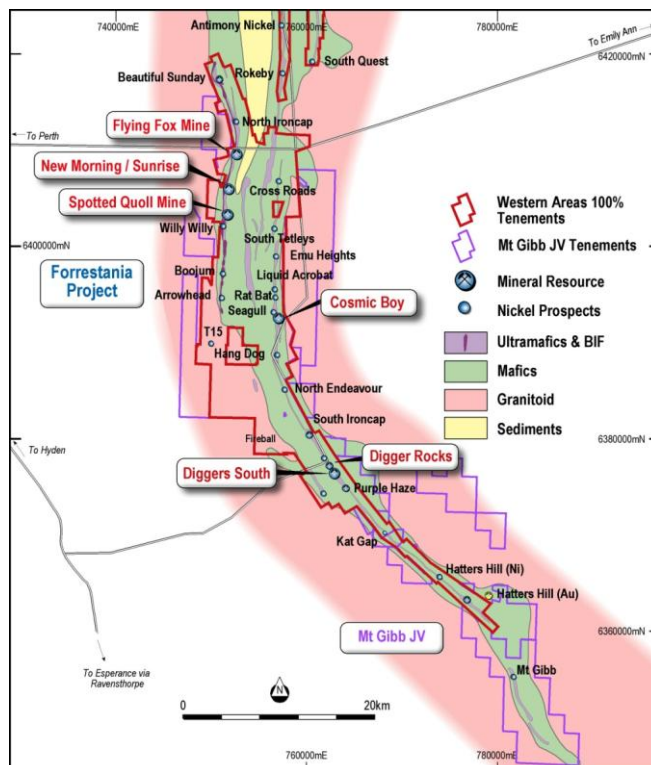 740000mE
760000mE
780000mE
Antimony Nickel
To Emily Ann
6420000mN
Rokeby
South Quest
Beautiful Sunday
North Ironcap
Flying Fox Mine
To Perth
New Morning / Sunrise
Cross Roads
Spotted Quoll Mine
Willy Willy
South Tetleys
6400000mN
Emu Heights
Forrestania
Project
Boojum
Liquid Acrobat
Arrowhead
Rat Bat
Seagull
Cosmic Boy
T15
Hang Dog
North Endeavour
South Ironcap
Fireball
To Hyden
6380000mN
Digger Rocks
Diggers South
Purple Haze
Kat Gap
Hatters Hill (Ni)
Hatters Hill (Au)
Mt Gibb JV
6360000mN
Mt Gibb
To Esperance via
Ravensthorpe
N
0
20km
760000mE
780000mE
Western Areas 100%
Tenements
Mt Gibb JV Tenements
Mineral Resource
Nickel Prospects
Ultramafics & BIF
Mafics
Granitoid
Sediments